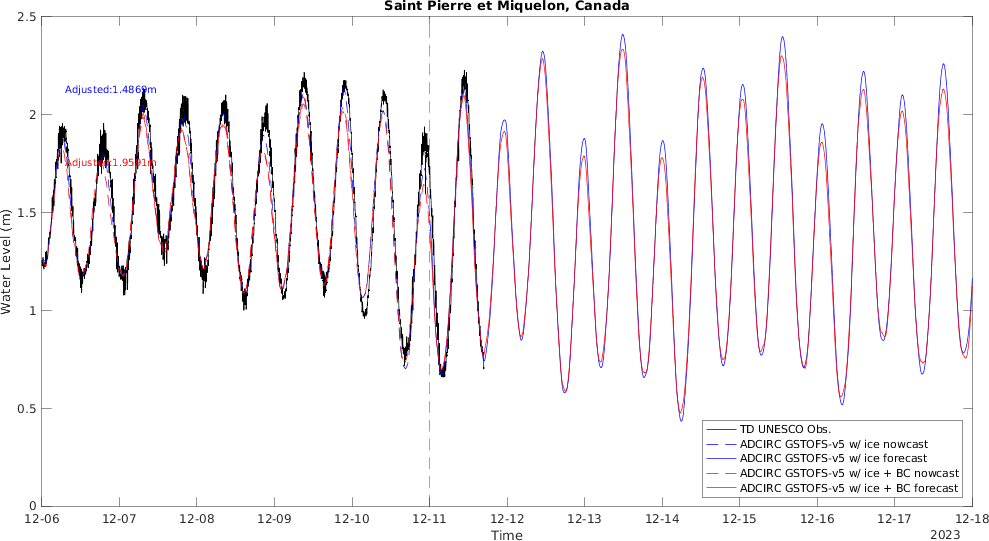 Saint Pierre et Miquelon, Canada
2.5
2
1.5
1
0.5
0
Water Level (m)
Adjusted:1.4869m
Adjusted:1.9591m
TD UNESCO Obs.
ADCIRC GSTOFS-v5 w/ ice nowcast
ADCIRC GSTOFS-v5 w/ ice forecast
ADCIRC GSTOFS-v5 w/ ice + BC nowcast
ADCIRC GSTOFS-v5 w/ ice + BC forecast
12-06 12-07 12-08 12-09 12-10 12-11 12-12 12-13 12-14 12-15 12-16 12-17 12-18
Time
2023